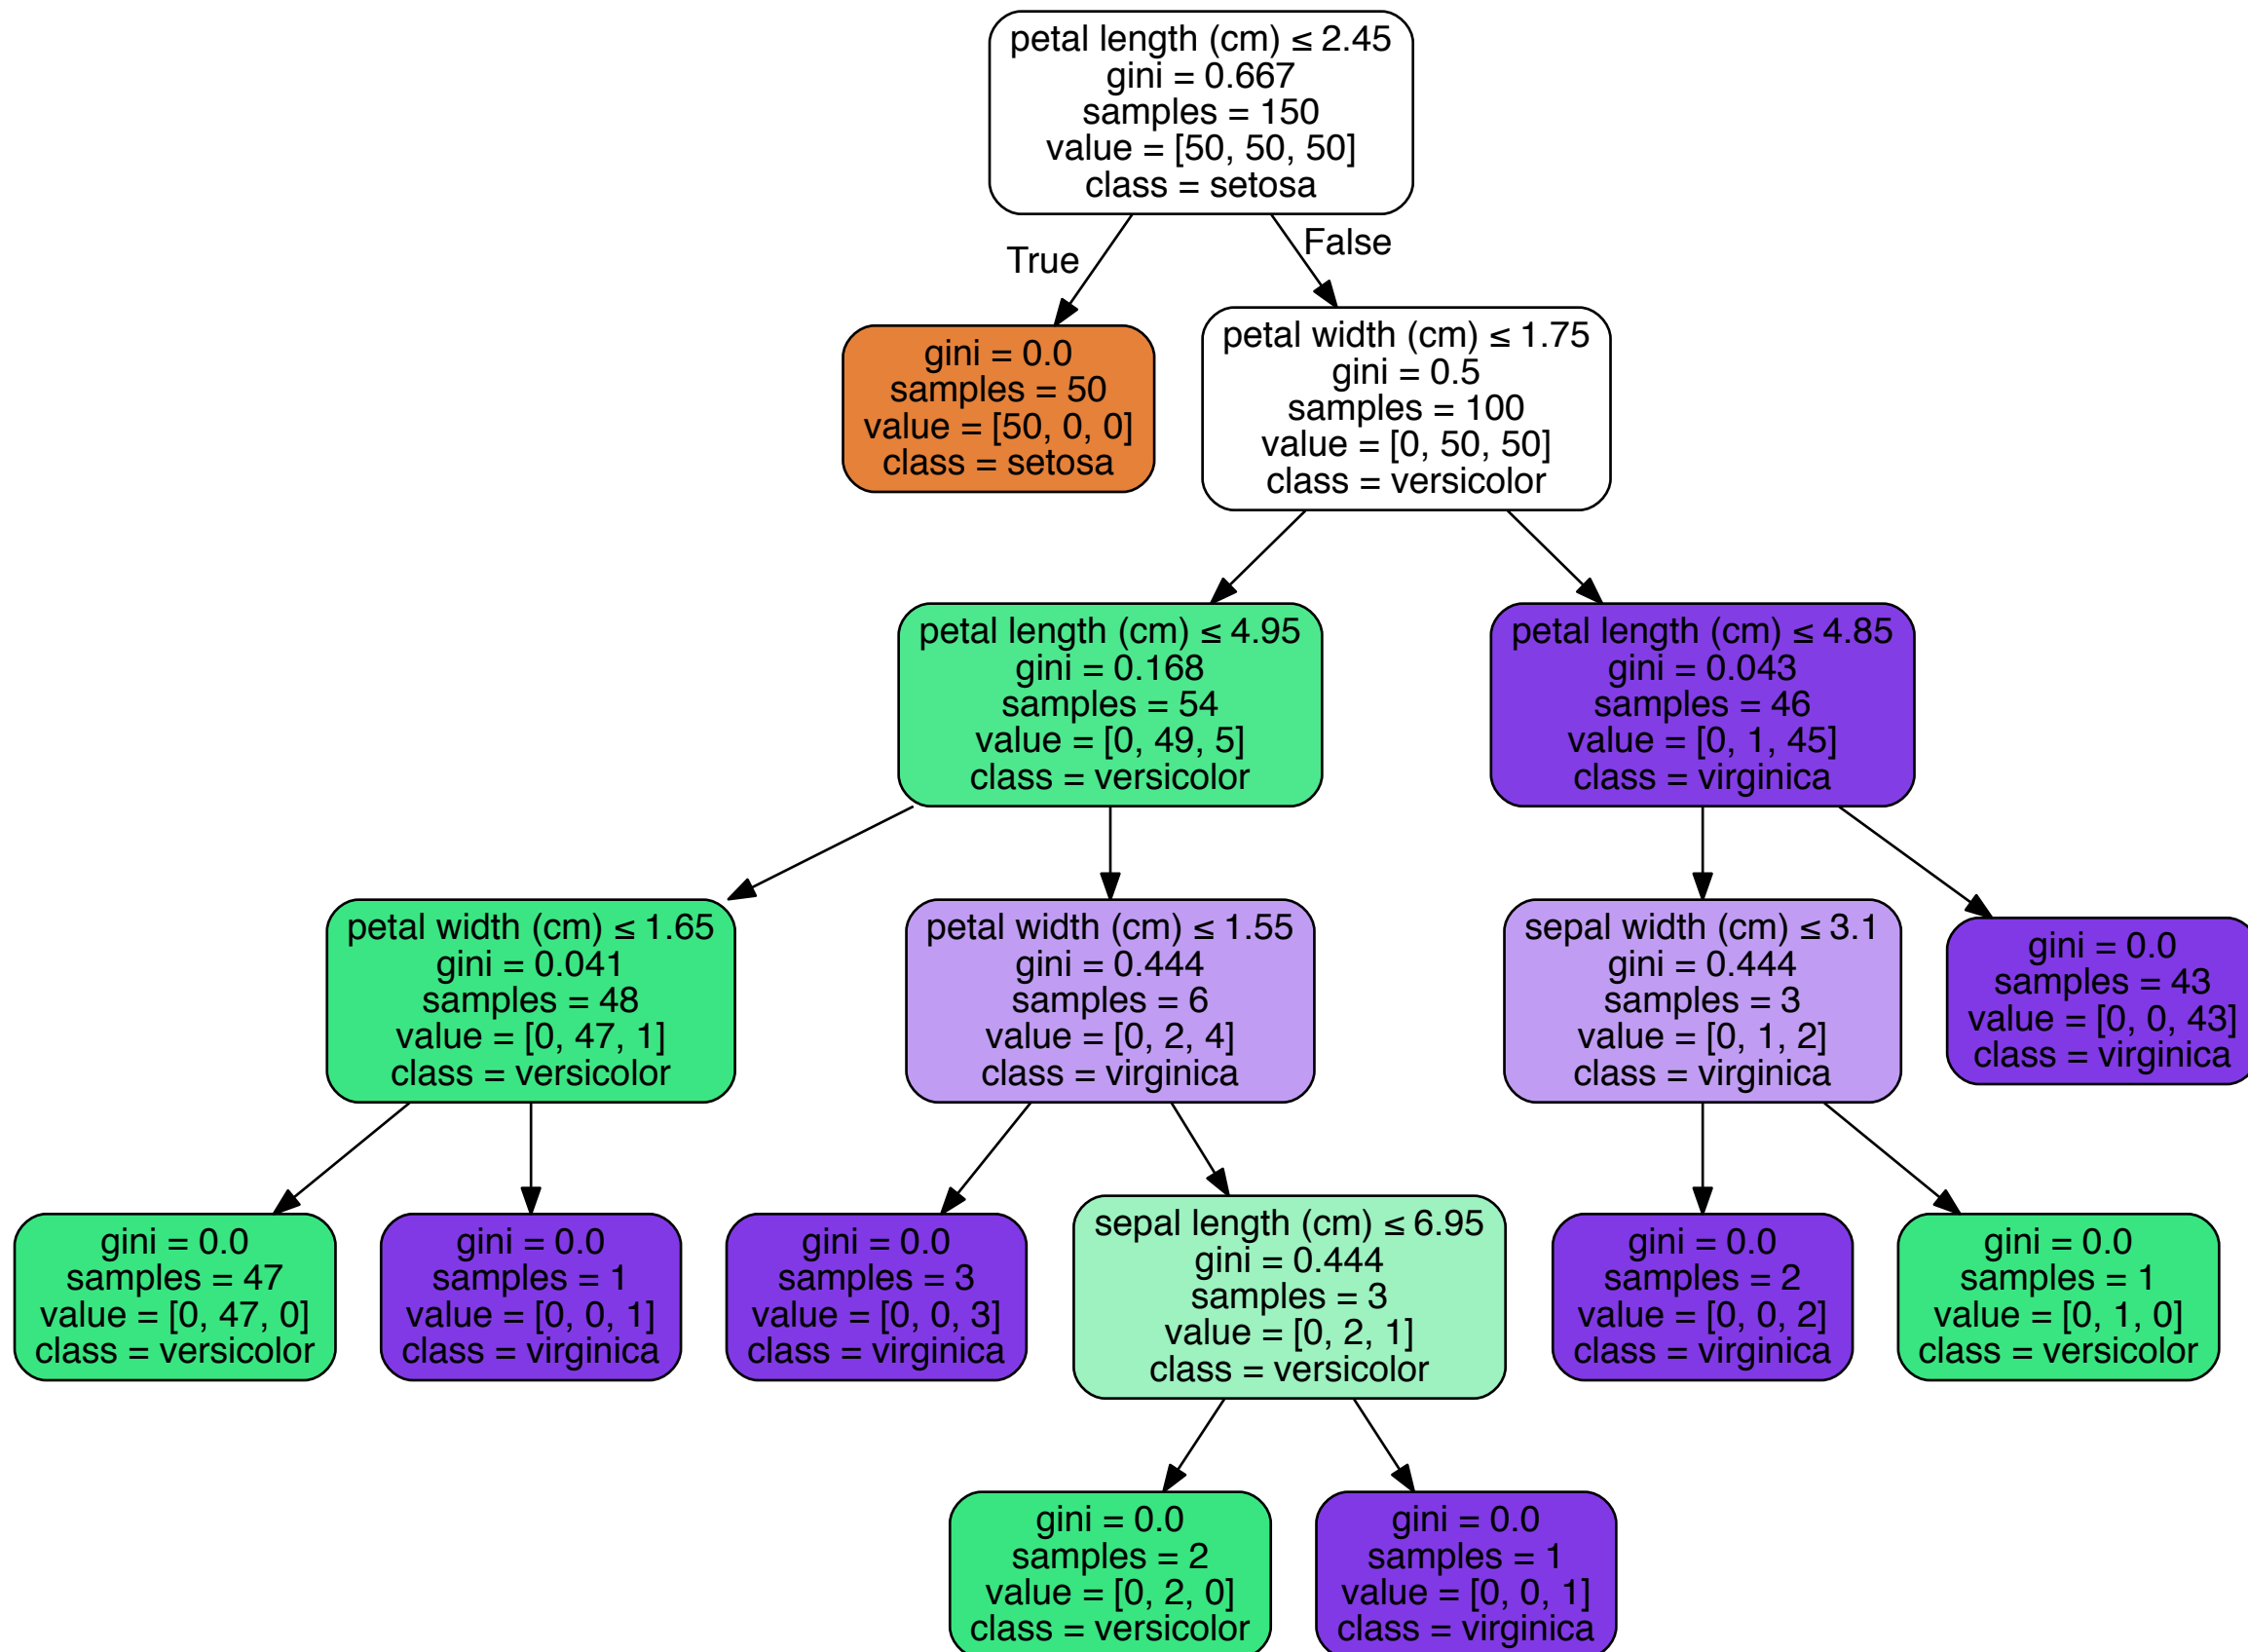 petal length (cm) ≤ 2.45
gini = 0.667
samples = 150
value = [50, 50, 50]
class = setosa
True
False
gini = 0.0
samples = 50
value = [50, 0, 0]
class = setosa
petal width (cm) ≤ 1.75
gini = 0.5
samples = 100
value = [0, 50, 50]
class = versicolor
petal length (cm) ≤ 4.95
gini = 0.168
samples = 54
value = [0, 49, 5]
class = versicolor
petal length (cm) ≤ 4.85
gini = 0.043
samples = 46
value = [0, 1, 45]
class = virginica
petal width (cm) ≤ 1.65
gini = 0.041
samples = 48
value = [0, 47, 1]
class = versicolor
petal width (cm) ≤ 1.55
gini = 0.444
samples = 6
value = [0, 2, 4]
class = virginica
sepal width (cm) ≤ 3.1
gini = 0.444
samples = 3
value = [0, 1, 2]
class = virginica
gini = 0.0
samples = 43
value = [0, 0, 43]
class = virginica
gini = 0.0
samples = 47
value = [0, 47, 0]
class = versicolor
gini = 0.0
samples = 1
value = [0, 0, 1]
class = virginica
gini = 0.0
samples = 3
value = [0, 0, 3]
class = virginica
sepal length (cm) ≤ 6.95
gini = 0.444
samples = 3
value = [0, 2, 1]
class = versicolor
gini = 0.0
samples = 2
value = [0, 0, 2]
class = virginica
gini = 0.0
samples = 1
value = [0, 1, 0]
class = versicolor
gini = 0.0
samples = 2
value = [0, 2, 0]
class = versicolor
gini = 0.0
samples = 1
value = [0, 0, 1]
class = virginica